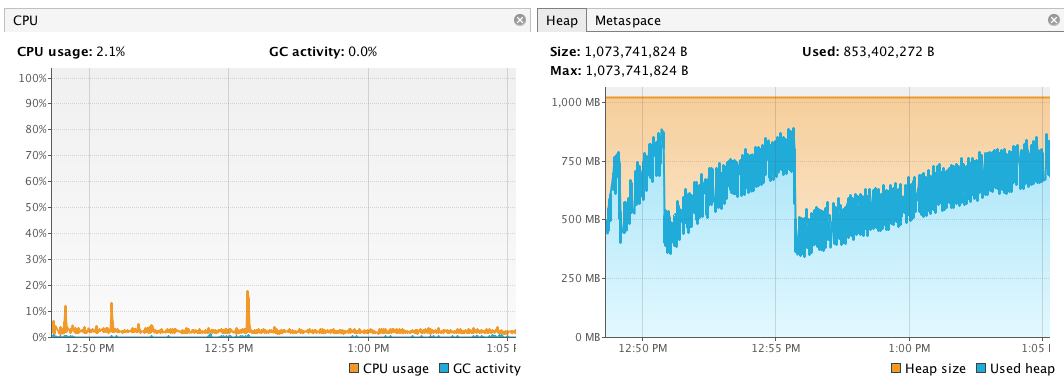 CPU
CPU usage: 2.1% GC activity: 0.0%
100%
90%
80%
70%
60%
50%
40%
30%
20%
10%
0%
12:50 PM 12:55 PM 1:00 PM 1:05 P
CPU usage GC activity
Heap Metaspace
Size: 1,073,741,824 B Used: 853,402,272 B
Max: 1,073,741,824 B
1,000 MB
750 MB
500 MB
250 MB
0 MB
12:50 PM 12:55 PM 1:00 PM 1:05 P
Heap size Used heap